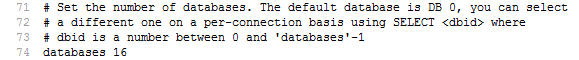 71 # Set the number of databases. The default database is DB 0, you can select
72 # a different one on a per-connection basis using SELECT <dbid> where
73 # dbid is a number between 0 and 'databases'-1
74 databases 16